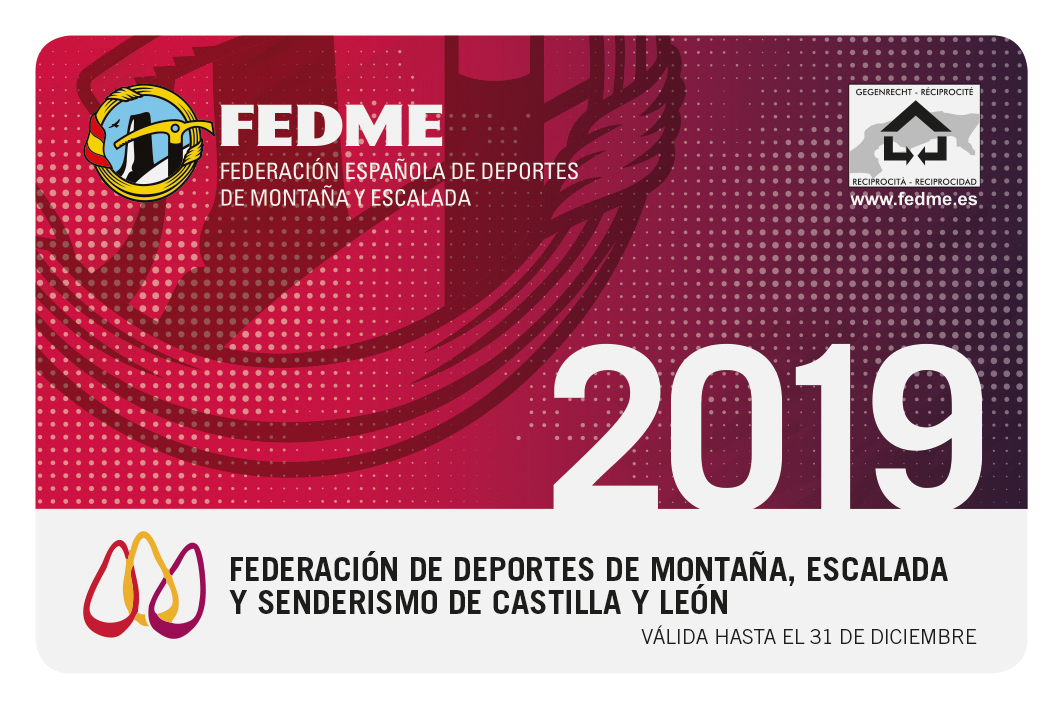 FEDME
FEDERACIÓN ESPAÑOLA DE DEPORTES
DE MONTAÑA Y ESCALADA
GEGENRECHT - RÉCIPROCITÉ
RECIPROCITÀ - RECIPROCIDAD
www.fedme.es
2019
FEDERACIÓN DE DEPORTES DE MONTAÑA, ESCALADA
Y SENDERISMO DE CASTILLA Y LEÓN
VÁLIDA HASTA EL 31 DE DICIEMBRE